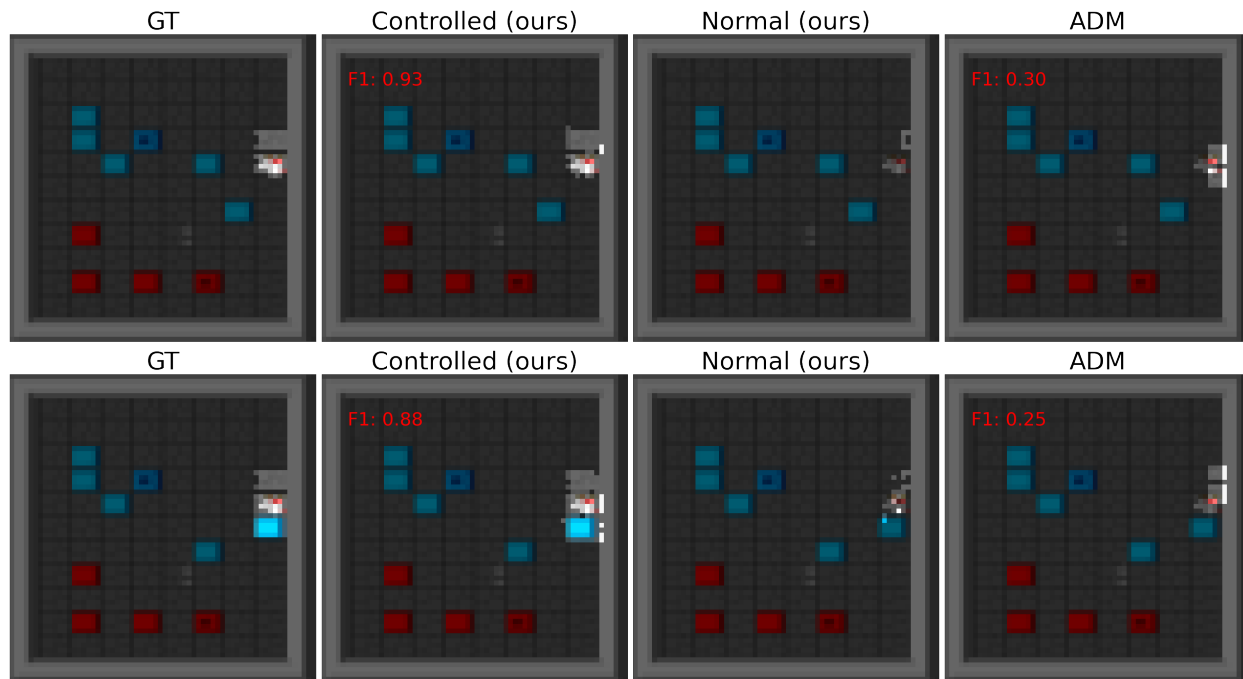 GT
Controlled (ours)
Normal (ours)
ADM
F1: 0.93
F1: 0.30
GT
Controlled (ours)
Normal (ours)
ADM
F1: 0.88
F1: 0.25